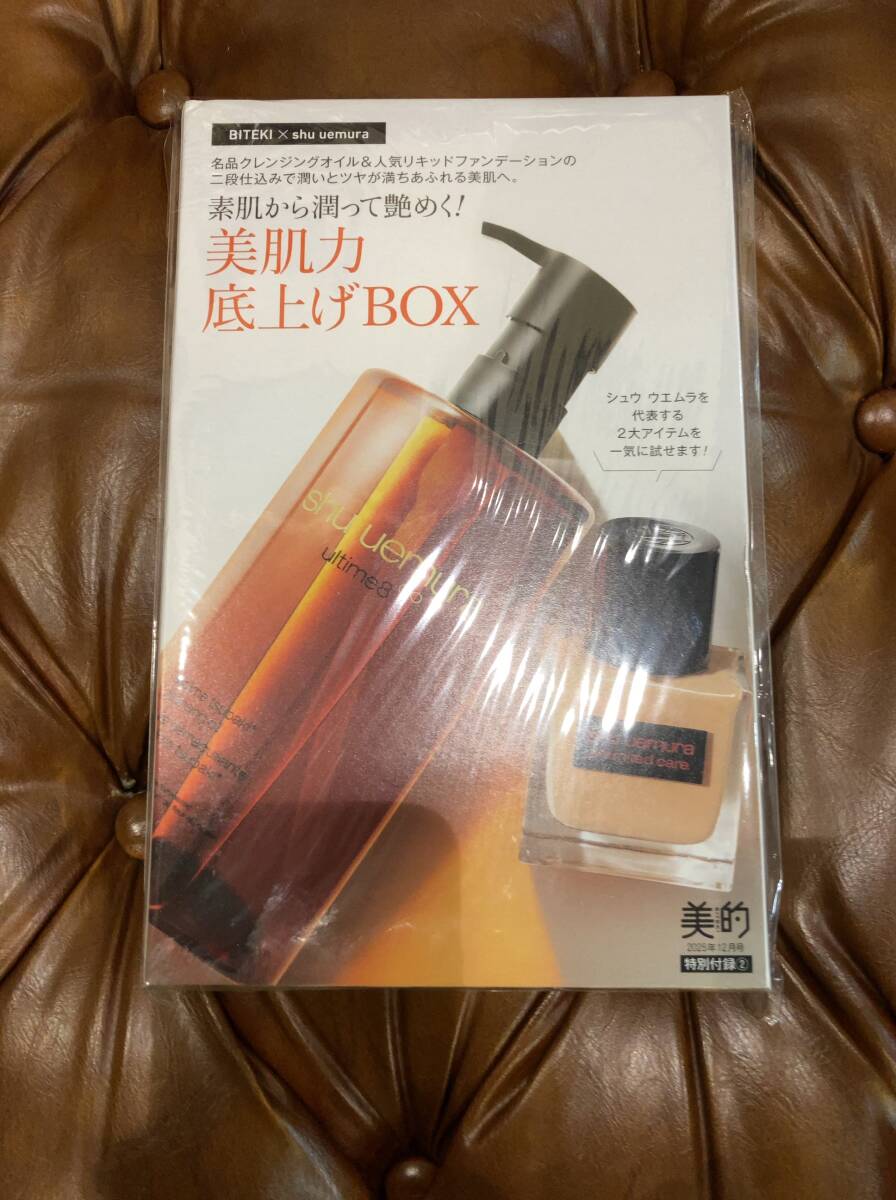 BITEKI × shu uemura
名品クレンジングオイル＆人気リキッドファンデーションの
二段仕込みで潤いとツヤが満ちあふれる美肌へ。
素肌から潤って艶めく!
美肌力
底上げBOX
シュウ ウエムラを
代表する
2大アイテムを
一気に試せます!
shu uemura
ultime8
shu uemura
unlimited care
美的
2025年12月号
特別付録②